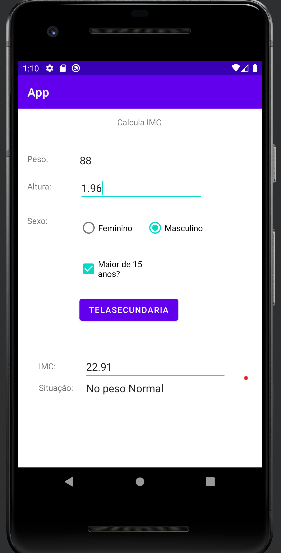 1:10
App
Calcula IMC
Peso: 88
Altura: 1.96
Sexo: Feminino Masculino
Maior de 15
anos?
TELASECUNDARIA
IMC: 22.91
Situação: No peso Normal